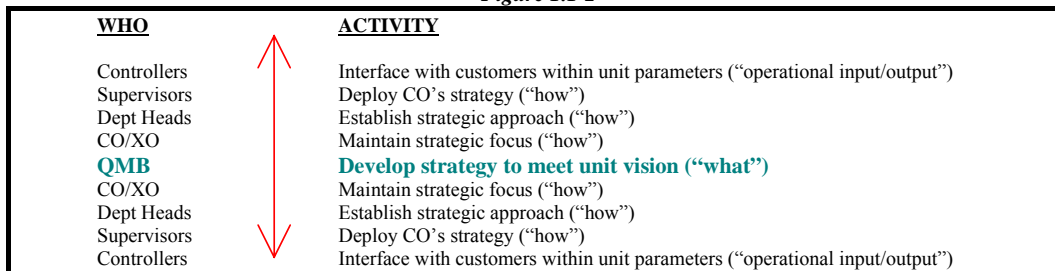 WHO ACTIVITY
Controllers Interface with customers within unit parameters (“operational input/output”)
Supervisors Deploy CO’s strategy (“how”)
Dept Heads Establish strategic approach (“how”)
CO/XO Maintain strategic focus (“how”)
QMB Develop strategy to meet unit vision (“what”)
CO/XO Maintain strategic focus (“how”)
Dept Heads Establish strategic approach (“how”)
Supervisors Deploy CO’s strategy (“how”)
Controllers Interface with customers within unit parameters (“operational input/output”)